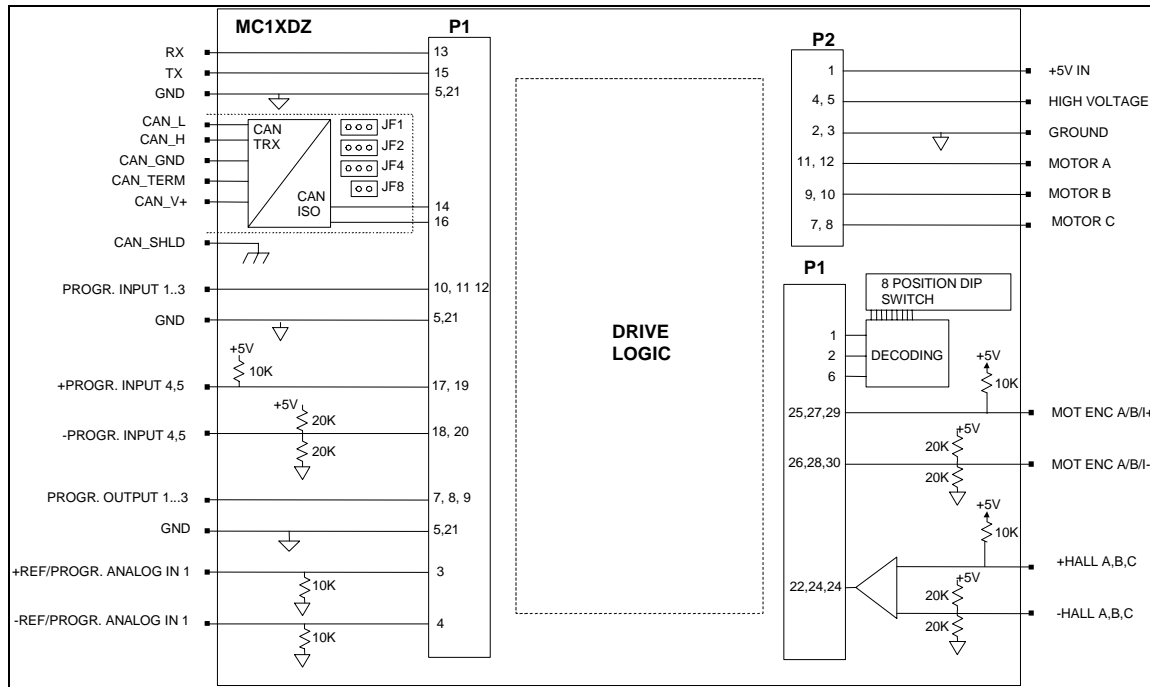 MC1XDZ
P1
RX
13
TX
15
GND
5,21
CAN_L
CAN_H
CAN_GND
CAN_TERM
CAN_V+
CAN
TRX
CAN
ISO
JF1
JF2
JF4
JF8
14
16
CAN_SHLD
PROGR. INPUT 1..3
10, 11 12
GND
5,21
+5V
10K
+PROGR. INPUT 4,5
17, 19
+5V
20K
-PROGR. INPUT 4,5
18, 20
20K
PROGR. OUTPUT 1...3
7, 8, 9
GND
5,21
+REF/PROGR. ANALOG IN 1
3
10K
-REF/PROGR. ANALOG IN 1
4
10K
DRIVE
LOGIC
P2
1
+5V IN
4, 5
HIGH VOLTAGE
2, 3
GROUND
11, 12
MOTOR A
9, 10
MOTOR B
7, 8
MOTOR C
P1
8 POSITION DIP
SWITCH
1
2
6
DECODING
+5V
10K
25,27,29
MOT ENC A/B/I+
+5V
20K
26,28,30
MOT ENC A/B/I-
20K
+5V
10K
+HALL A,B,C
22,24,24
+5V
20K
-HALL A,B,C
20K